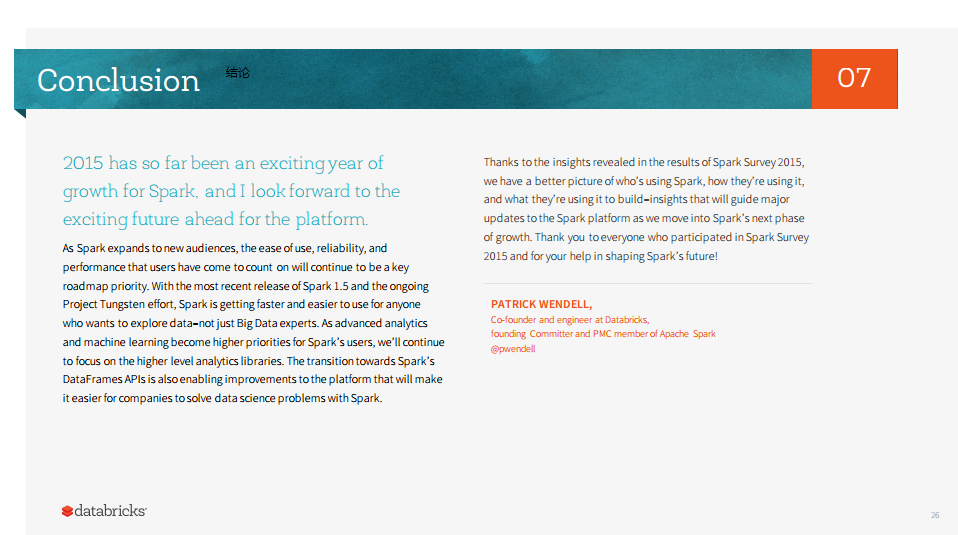 Conclusion 结论
07
2015 has so far been an exciting year of
growth for Spark, and I look forward to the
exciting future ahead for the platform.
As Spark expands to new audiences, the ease of use, reliability, and
performance that users have come to count on will continue to be a key
roadmap priority. With the most recent release of Spark 1.5 and the ongoing
Project Tungsten effort, Spark is getting faster and easier to use for anyone
who wants to explore data–not just Big Data experts. As advanced analytics
and machine learning become higher priorities for Spark's users, we'll continue
to focus on the higher level analytics libraries. The transition towards Spark's
DataFrames APIs is also enabling improvements to the platform that will make
it easier for companies to solve data science problems with Spark.
Thanks to the insights revealed in the results of Spark Survey 2015,
we have a better picture of who's using Spark, how they're using it,
and what they're using it to build–insights that will guide major
updates to the Spark platform as we move into Spark's next phase
of growth. Thank you to everyone who participated in Spark Survey
2015 and for your help in shaping Spark's future!
PATRICK WENDELL,
Co-founder and engineer at Databricks,
founding Committer and PMC member of Apache Spark
@pwendell
databricks
26